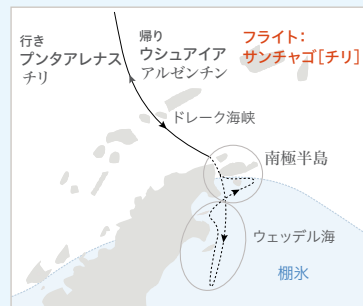 行き
プンタアレナス
チリ
帰り
ウシュアイア
アルゼンチン
フライト：
サンチャゴ［チリ］
ドレーク海峡
南極半島
ウェッデル海
棚氷